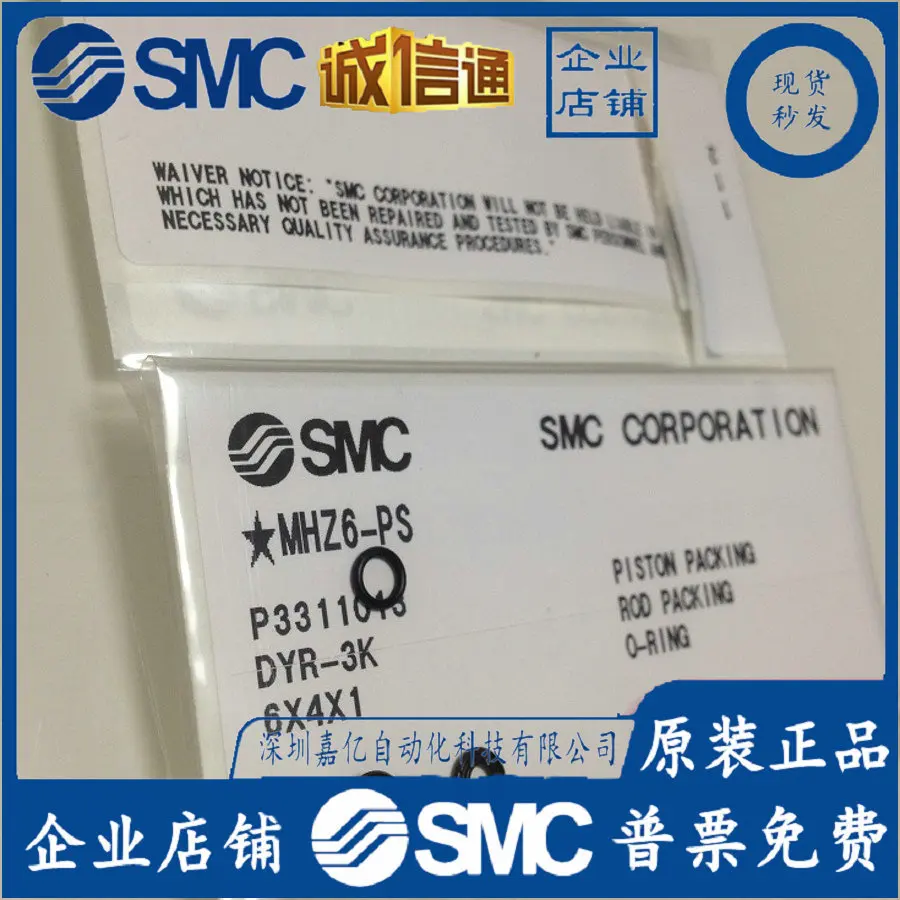 SMC 诚信通 企业店铺 现货秒发
WAIVER NOTICE: "SMC CORPORATION WILL NOT BE HELD LIABLE
WHICH HAS NOT BEEN REPAIRED AND TESTED BY SMC PERSONNEL
NECESSARY QUALITY ASSURANCE PROCEDURES."
SMC
SMC CORPORATION
★MHZ6-PS
PISTON PACKING
DYR-3K
ROD PACKING
6X4X1
O-RING
深圳嘉亿自动化科技有限公司
原装正品
企业店铺 SMC 普票免费